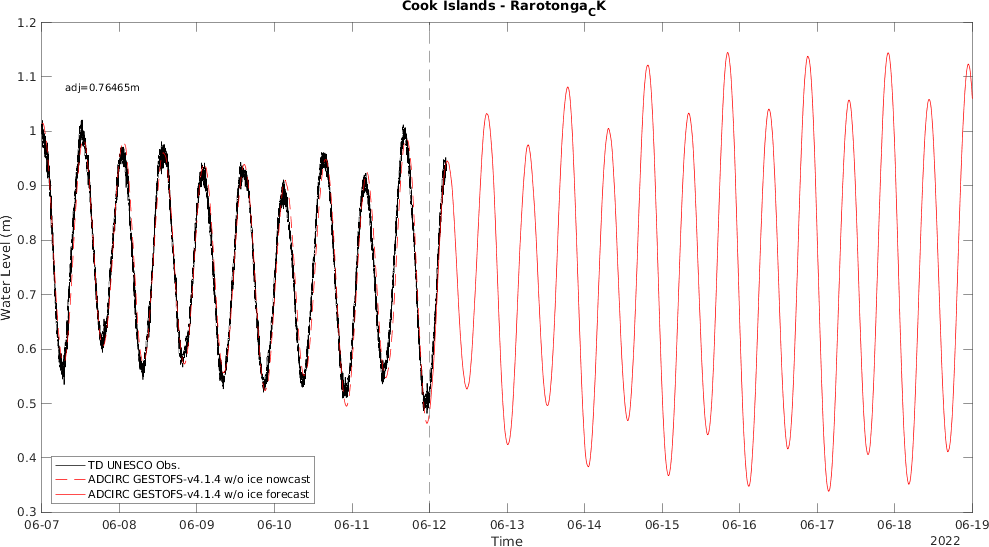 Cook Islands - Rarotonga_CK
1.2
1.1
1
0.9
0.8
0.7
0.6
0.5
0.4
0.3
Water Level (m)
adj=0.76465m
TD UNESCO Obs.
ADCIRC GESTOFS-v4.1.4 w/o ice nowcast
ADCIRC GESTOFS-v4.1.4 w/o ice forecast
06-07 06-08 06-09 06-10 06-11 06-12 06-13 06-14 06-15 06-16 06-17 06-18 06-19
Time
2022